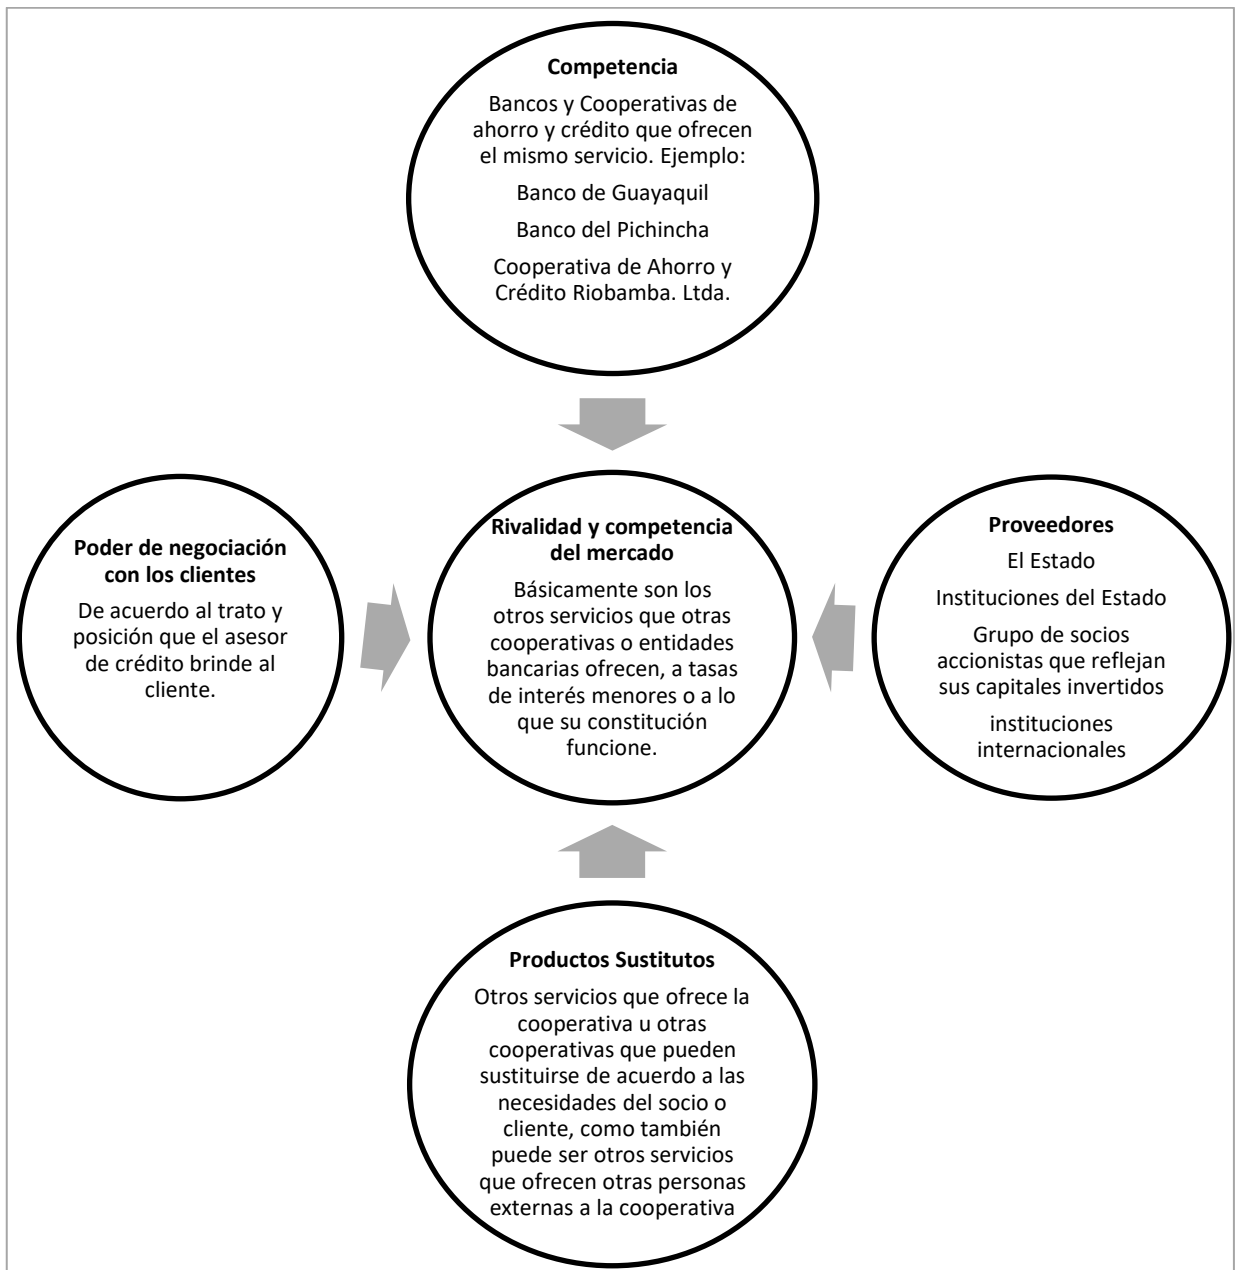 Competencia
Bancos y Cooperativas de
ahorro y crédito que ofrecen
el mismo servicio. Ejemplo:
Banco de Guayaquil
Banco del Pichincha
Cooperativa de Ahorro y
Crédito Riobamba. Ltda.
Poder de negociación
con los clientes
De acuerdo al trato y
posición que el asesor
de crédito brinde al
cliente.
Rivalidad y competencia
del mercado
Básicamente son los
otros servicios que otras
cooperativas o entidades
bancarias ofrecen, a tasas
de interés menores o a lo
que su constitución
funcione.
Proveedores
El Estado
Instituciones del Estado
Grupo de socios
accionistas que reflejan
sus capitales invertidos
instituciones
internacionales
Productos Sustitutos
Otros servicios que ofrece la
cooperativa u otras
cooperativas que pueden
sustituirse de acuerdo a las
necesidades del socio o
cliente, como también
puede ser otros servicios
que ofrecen otras personas
externas a la cooperativa